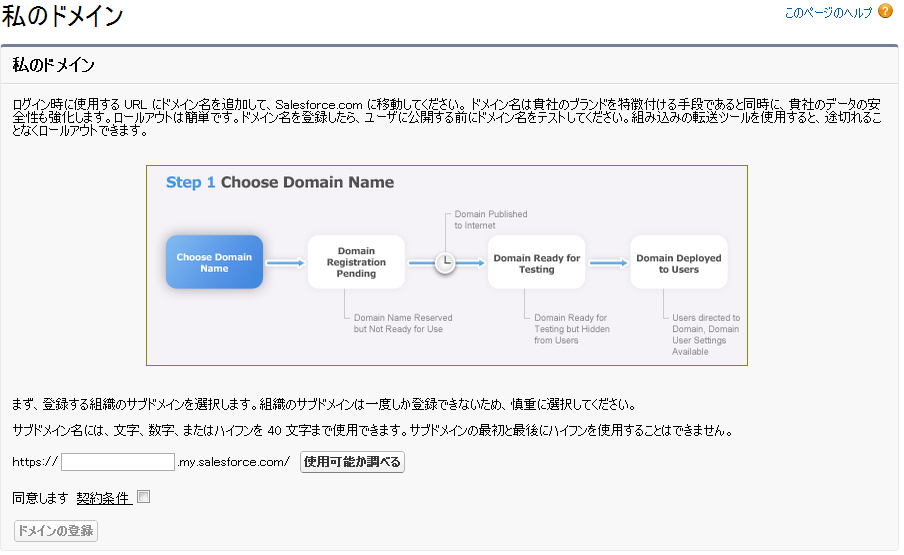 私のドメイン
このページのヘルプ ?
私のドメイン
ログイン時に使用する URL にドメイン名を追加して、Salesforce.com に移動してください。ドメイン名は貴社のブランドを特徴付ける手段であると同時に、貴社のデータの安
全性も強化します。ロールアウトは簡単です。ドメイン名を登録したら、ユーザに公開する前にドメイン名をテストしてください。組み込みの転送ツールを使用すると、途切れるこ
となくロールアウトできます。
Step 1 Choose Domain Name
Domain Published
to Internet
Choose Domain
Name
Domain
Registration
Pending
Domain Ready for
Testing
Domain Deployed
to Users
Domain Name Reserved
but Not Ready for Use
Domain Ready for
Testing but Hidden
from Users
Users directed to
Domain, Domain
User Settings
Available
まず、登録する組織のサブドメインを選択します。組織のサブドメインは一度しか登録できないため、慎重に選択してください。
サブドメイン名には、文字、数字、またはハイフンを 40 文字まで使用できます。サブドメインの最初と最後にハイフンを使用することはできません。
https:// .my.salesforce.com/ 使用可能か調べる
同意します 契約条件
ドメインの登録